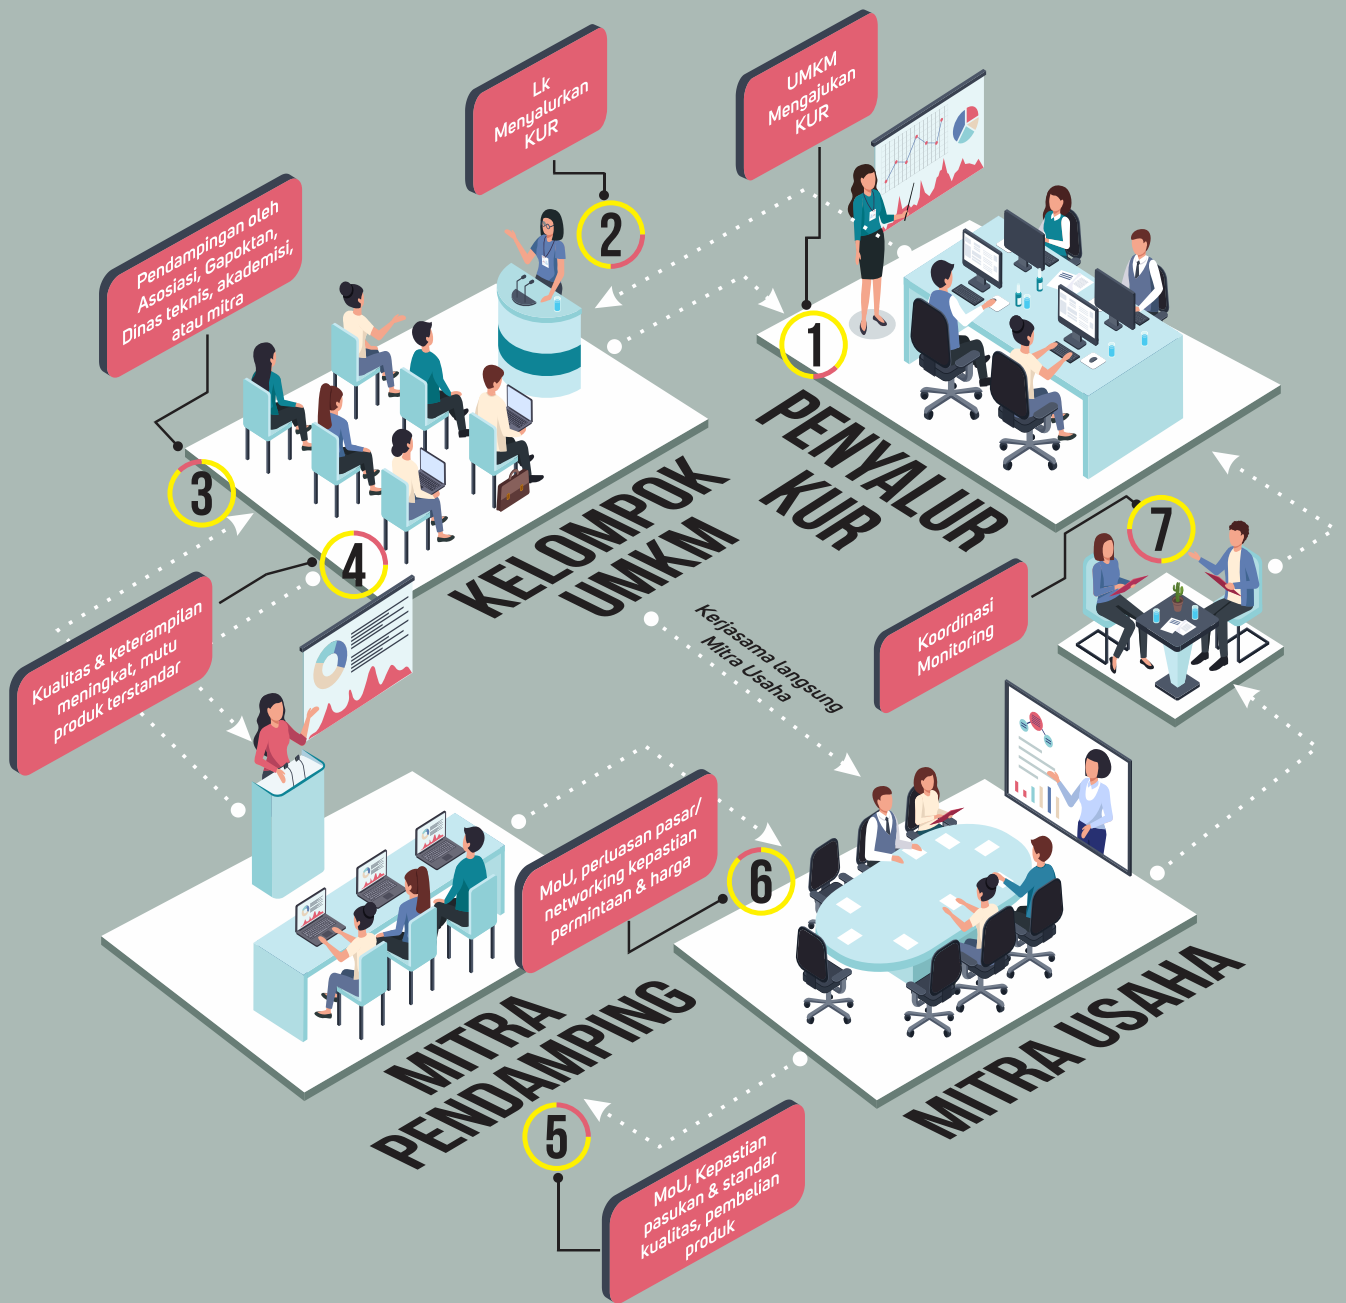 UMKM
Mengajukan
KUR
1
Lk
Menyalurkan
KUR
2
Pendampingan oleh
Asosiasi, Gapoktan,
Dinas teknis, akademisi,
atau mitra
3
Kualitas & keterampilan
meningkat, mutu
produk terstandar
4
PENYALUR
KUR
KELOMPOK
UMKM
Kerjasama langsung
Mitra Usaha
Koordinasi
Monitoring
7
MoU, perluasan pasar/
networking kepastian
permintaan & harga
6
MITRA
PENDAMPING
MITRA USAHA
5
MoU, Kepastian
pasukan & standar
kualitas, pembelian
produk